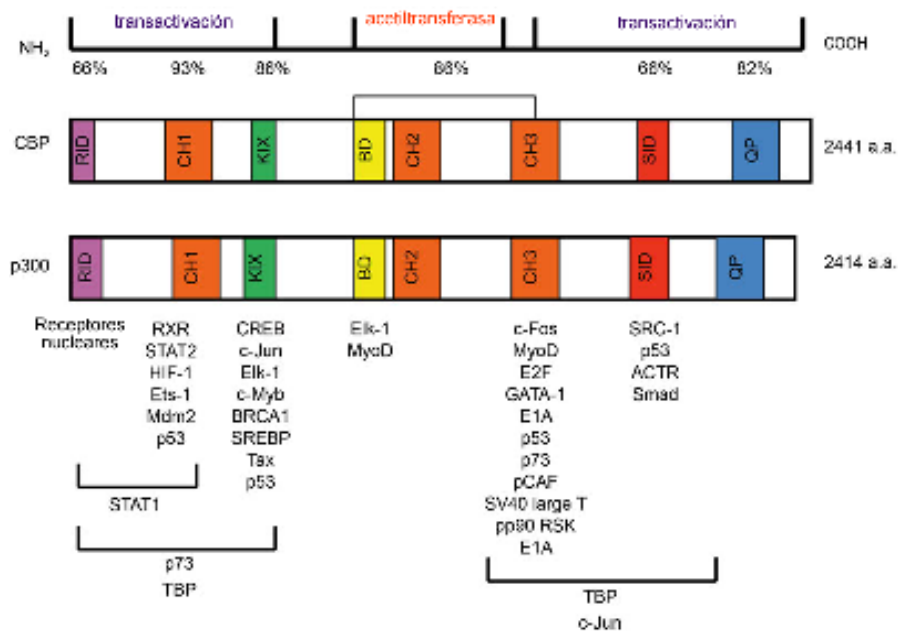 transactivación acetiltransferasa transactivación
NH₂ COOH
66% 93% 86% 86% 66% 82%
CBP RID CH1 KIX BD CH2 CH3 SID QP 2441 a.a.
p300 RID CH1 KIX BD CH2 CH3 SID QP 2414 a.a.
Receptores nucleares
RXR
STAT2
HIF-1
Ets-1
Mdm2
p53
CREB
c-Jun
Elk-1
c-Myb
BRCA1
SREBP
Tax
p53
Elk-1
MyoD
c-Fos
MyoD
E2F
GATA-1
E1A
p53
p73
pCAF
SV40 large T
pp90 RSK
E1A
SRC-1
p53
ACTR
Smad
STAT1
p73
TBP
TBP
c-Jun